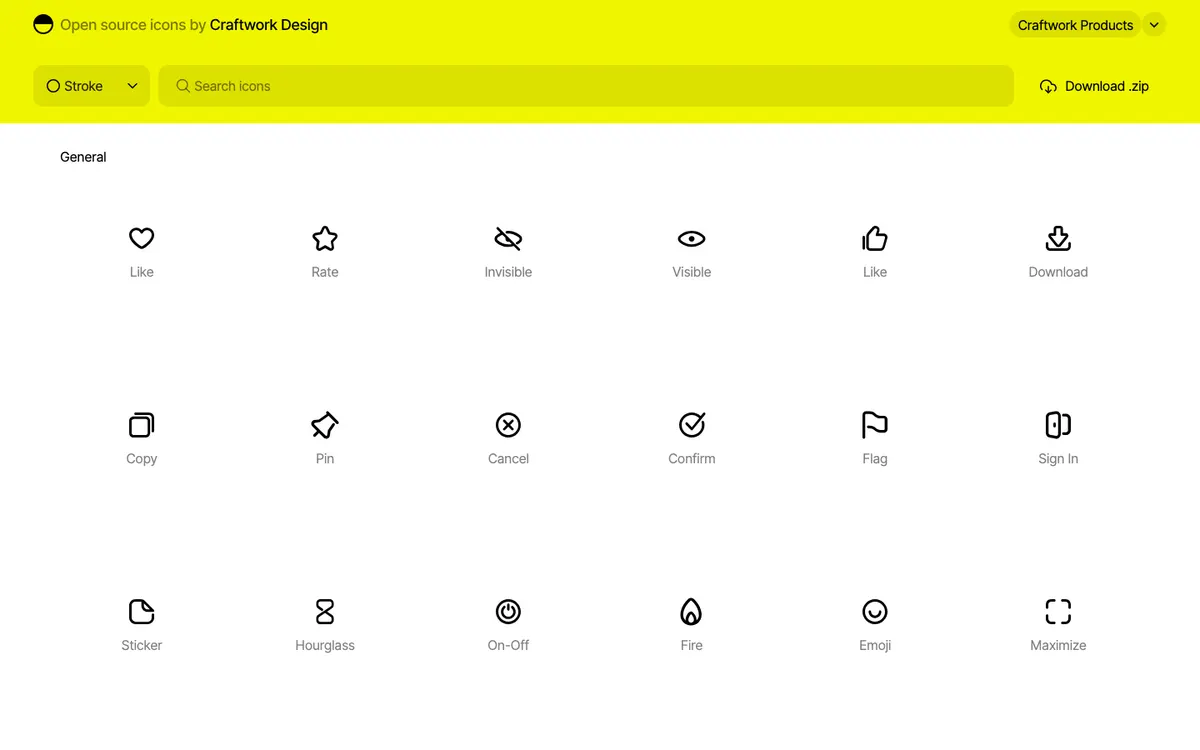 Open source icons by Craftwork Design
Craftwork Products
Stroke
Search icons
Download .zip
General
Like
Rate
Invisible
Visible
Like
Download
Copy
Pin
Cancel
Confirm
Flag
Sign In
Sticker
Hourglass
On-Off
Fire
Emoji
Maximize